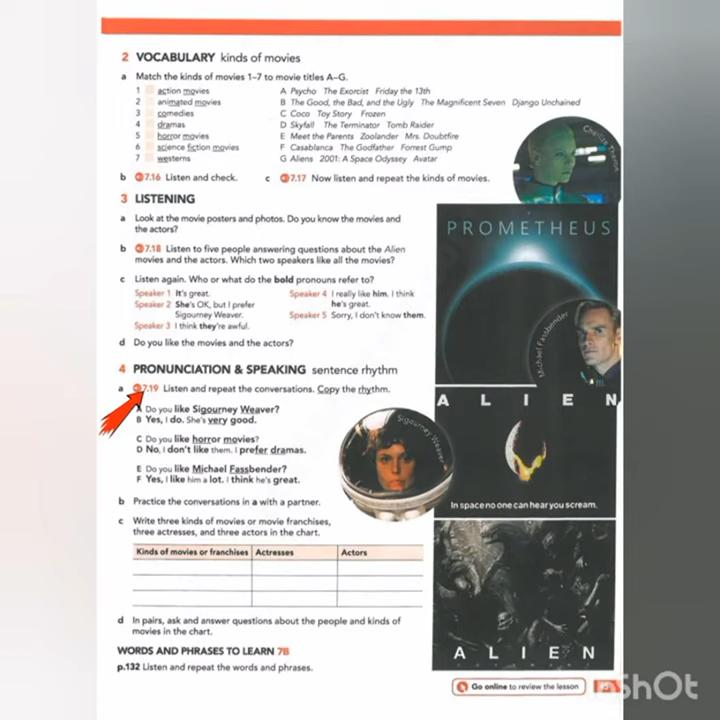 2 VOCABULARY kinds of movies
a Match the kinds of movies 1–7 to movie titles A–G.
1 action movies
2 animated movies
3 comedies
4 dramas
5 horror movies
6 science fiction movies
7 westerns
A Psycho The Exorcist Friday the 13th
B The Good, the Bad, and the Ugly The Magnificent Seven Django Unchained
C Coco Toy Story Frozen
D Skyfall The Terminator Tomb Raider
E Meet the Parents Zoolander Mrs. Doubtfire
F Casablanca The Godfather Forrest Gump
G Aliens 2001: A Space Odyssey Avatar
b 7.16 Listen and check.
c 7.17 Now listen and repeat the kinds of movies.
Charlize Theron
3 LISTENING
a Look at the movie posters and photos. Do you know the movies and
the actors?
b 7.18 Listen to five people answering questions about the Alien
movies and the actors. Which two speakers like all the movies?
c Listen again. Who or what do the bold pronouns refer to?
Speaker 1 It's great.
Speaker 2 She's OK, but I prefer
Sigourney Weaver.
Speaker 3 I think they're awful.
Speaker 4 I really like him. I think
he's great.
Speaker 5 Sorry, I don't know them.
d Do you like the movies and the actors?
PROMETHEUS
Michael Fassbender
4 PRONUNCIATION & SPEAKING sentence rhythm
a 7.19 Listen and repeat the conversations. Copy the rhythm.
A Do you like Sigourney Weaver?
B Yes, I do. She's very good.
C Do you like horror movies?
D No, I don't like them. I prefer dramas.
E Do you like Michael Fassbender?
F Yes, I like him a lot. I think he's great.
Sigourney Weaver
ALIEN
In space no one can hear you scream.
b Practice the conversations in a with a partner.
c Write three kinds of movies or movie franchises,
three actresses, and three actors in the chart.
Kinds of movies or franchises Actresses Actors
d In pairs, ask and answer questions about the people and kinds of
movies in the chart.
ALIEN
WORDS AND PHRASES TO LEARN 7B
p.132 Listen and repeat the words and phrases.
Go online to review the lesson